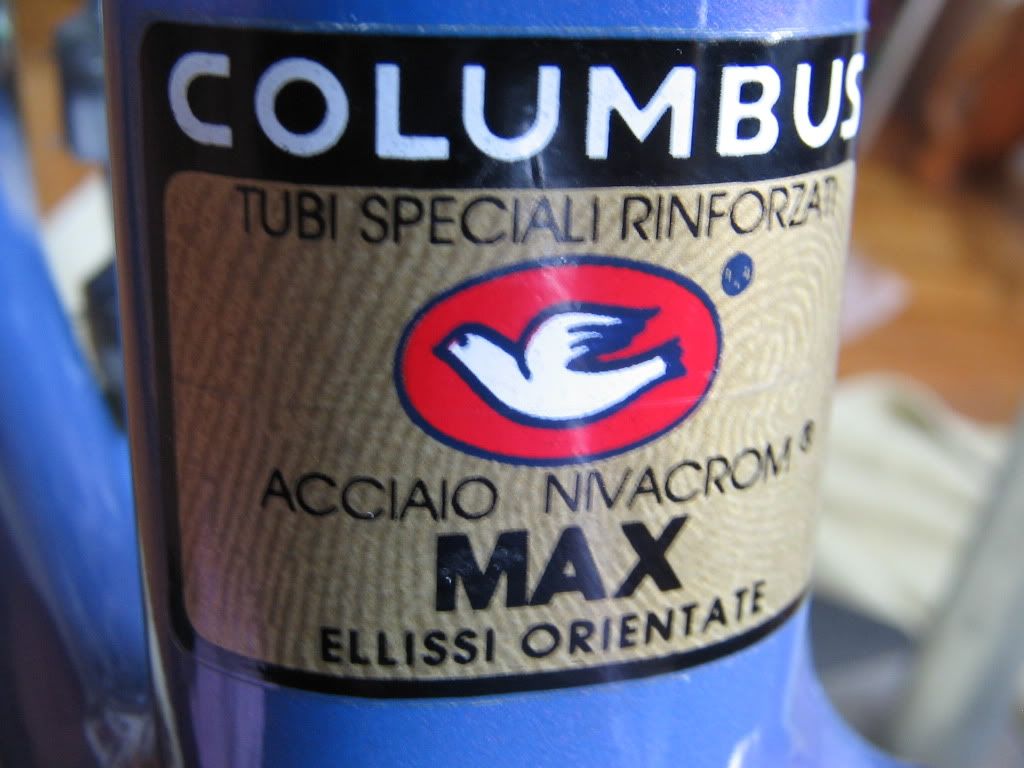 COLUMBUS
TUBI SPECIALI RINFORZATI
ACCIAIO NIVACROM®
MAX
ELLISSI ORIENTATE